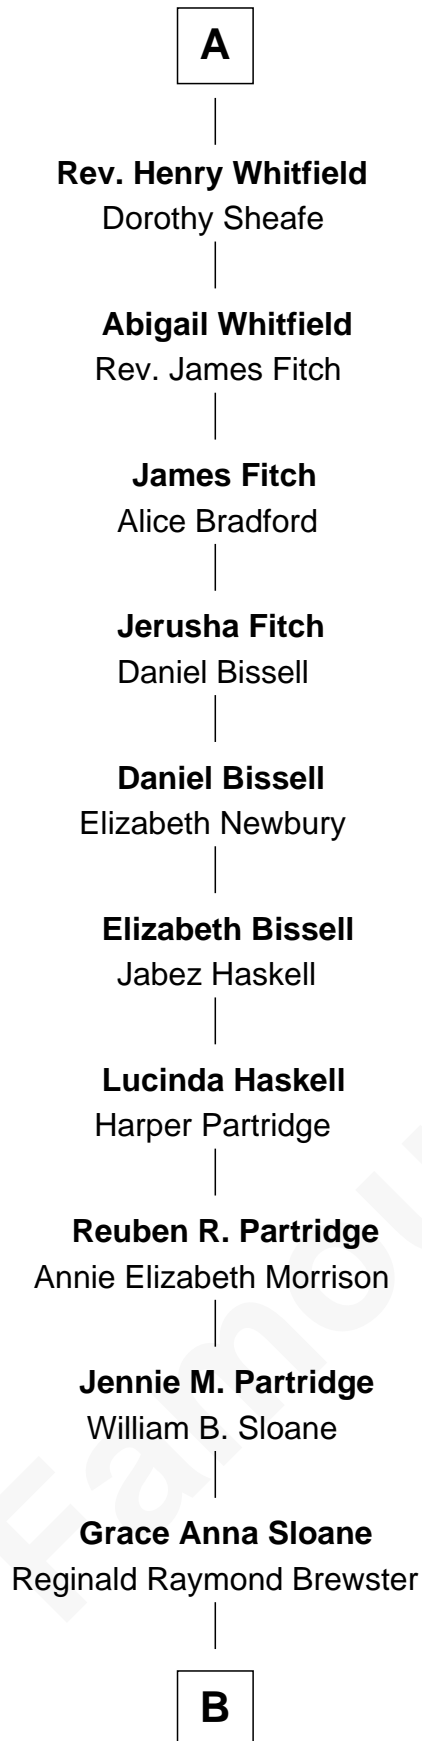 A
Rev. Henry Whitfield
Dorothy Sheafe
Abigail Whitfield
Rev. James Fitch
James Fitch
Alice Bradford
Jerusha Fitch
Daniel Bissell
Daniel Bissell
Elizabeth Newbury
Elizabeth Bissell
Jabez Haskell
Lucinda Haskell
Harper Partridge
Reuben R. Partridge
Annie Elizabeth Morrison
Jennie M. Partridge
William B. Sloane
Grace Anna Sloane
Reginald Raymond Brewster
B
Famou